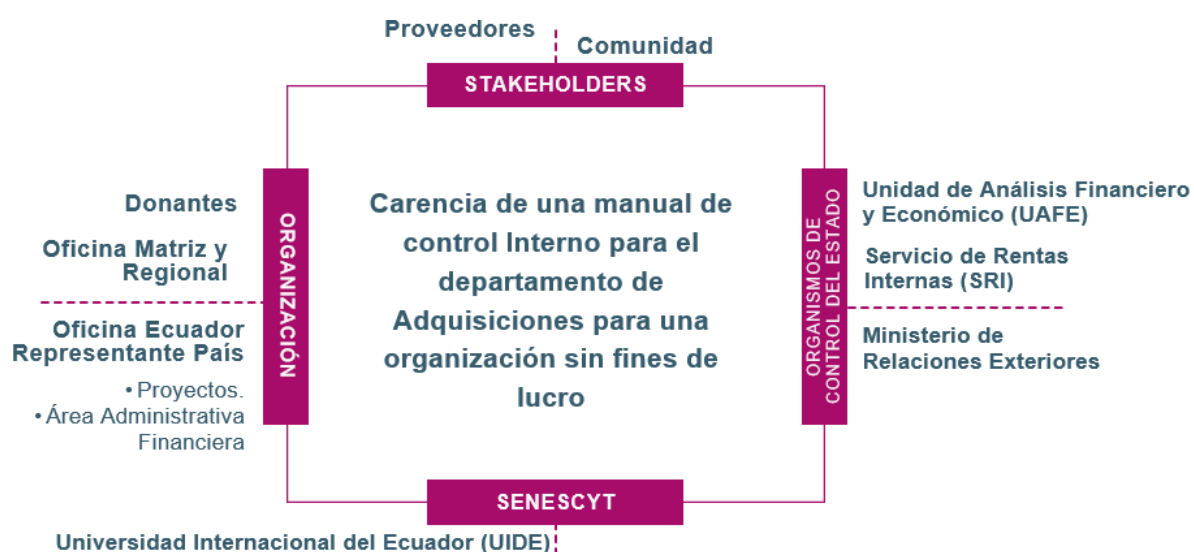 Proveedores
Comunidad
STAKEHOLDERS
Donantes
Oficina Matriz y
Regional
Oficina Ecuador
Representante País
• Proyectos.
• Área Administrativa
Financiera
ORGANIZACIÓN
Carencia de una manual de
control Interno para el
departamento de
Adquisiciones para una
organización sin fines de
lucro
ORGANISMOS DE
CONTROL DEL ESTADO
Unidad de Análisis Financiero
y Económico (UAFE)
Servicio de Rentas
Internas (SRI)
Ministerio de
Relaciones Exteriores
SENESCYT
Universidad Internacional del Ecuador (UIDE)